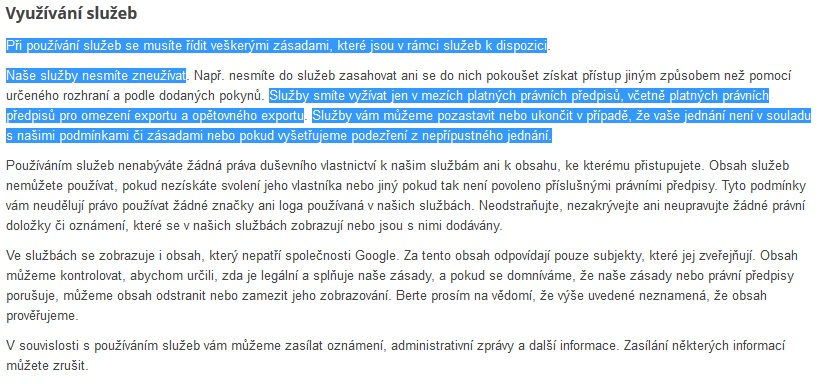 Využívání služeb
Při používání služeb se musíte řídit veškerými zásadami, které jsou v rámci služeb k dispozici.
Naše služby nesmíte zneužívat. Např. nesmíte do služeb zasahovat ani se do nich pokoušet získat přístup jiným způsobem než pomocí
určeného rozhraní a podle dodaných pokynů. Služby smíte vyžívat jen v mezích platných právních předpisů, včetně platných právních
předpisů pro omezení exportu a opětovného exportu. Služby vám můžeme pozastavit nebo ukončit v případě, že vaše jednání není v souladu
s našimi podmínkami či zásadami nebo pokud vyšetřujeme podezření z nepřípustného jednání.
Používáním služeb nenabýváte žádná práva duševního vlastnictví k našim službám ani k obsahu, ke kterému přistupujete. Obsah služeb
nemůžete používat, pokud nezískáte svolení jeho vlastníka nebo jiný pokud tak není povoleno příslušnými právními předpisy. Tyto podmínky
vám neudělují právo používat žádné značky ani loga používaná v našich službách. Neodstraňujte, nezakrývejte ani neupravujte žádné právní
doložky či oznámení, které se v našich službách zobrazují nebo jsou s nimi dodávány.
Ve službách se zobrazuje i obsah, který nepatří společnosti Google. Za tento obsah odpovídají pouze subjekty, které jej zveřejňují. Obsah
můžeme kontrolovat, abychom určili, zda je legální a splňuje naše zásady, a pokud se domníváme, že naše zásady nebo právní předpisy
porušuje, můžeme obsah odstranit nebo zamezit jeho zobrazování. Berte prosím na vědomí, že výše uvedené neznamená, že obsah
prověřujeme.
V souvislosti s používáním služeb vám můžeme zasílat oznámení, administrativní zprávy a další informace. Zasílání některých informací
můžete zrušit.